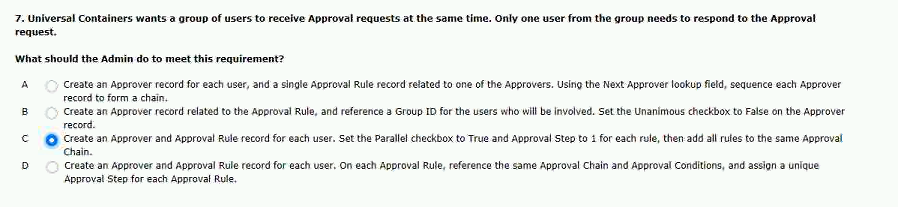 7. Universal Containers wants a group of users to receive Approval requests at the same time. Only one user from the group needs to respond to the Approval
request.
What should the Admin do to meet this requirement?
A Create an Approver record for each user, and a single Approval Rule record related to one of the Approvers. Using the Next Approver lookup field, sequence each Approver
record to form a chain.
B Create an Approver record related to the Approval Rule, and reference a Group ID for the users who will be involved. Set the Unanimous checkbox to False on the Approver
record.
C Create an Approver and Approval Rule record for each user. Set the Parallel checkbox to True and Approval Step to 1 for each rule, then add all rules to the same Approval
Chain.
D Create an Approver and Approval Rule record for each user. On each Approval Rule, reference the same Approval Chain and Approval Conditions, and assign a unique
Approval Step for each Approval Rule.